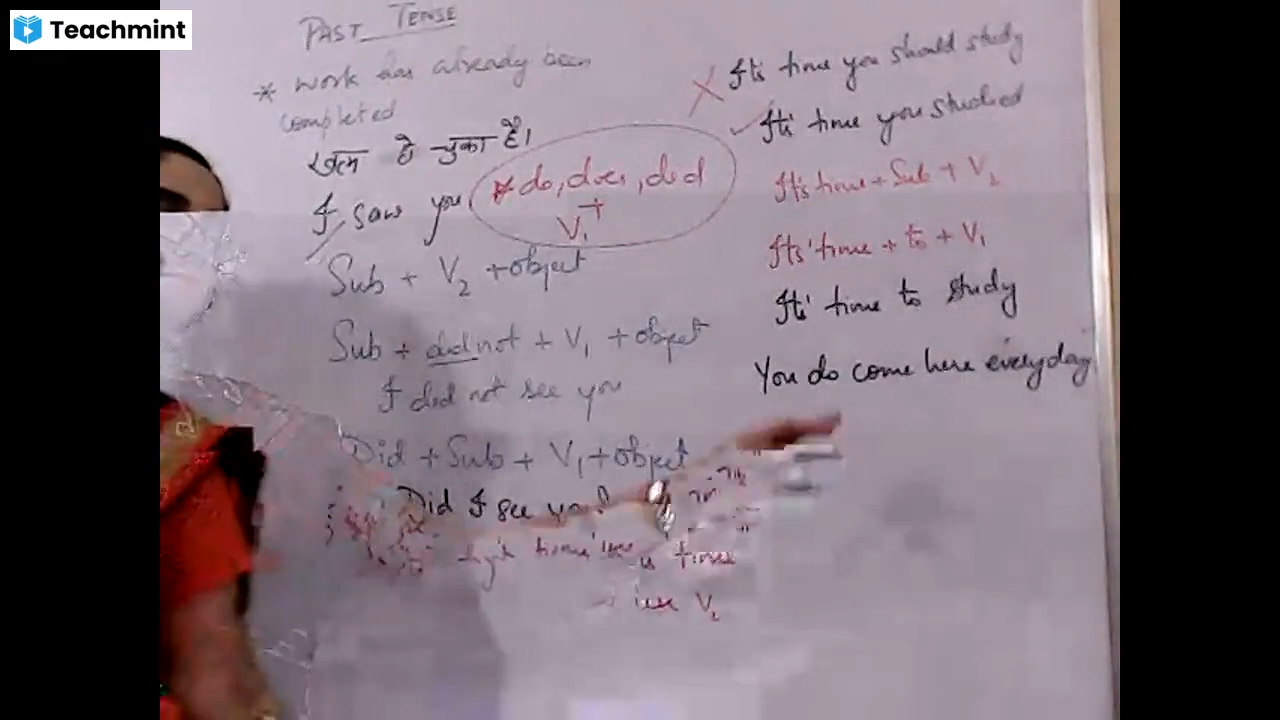 Teachmint
PAST TENSE
* work has already been
completed
खत्म हो चुका है।
I saw you
* do, does, did
+
V₁
Sub + V₂ + object
Sub + did not + V₁ + object
I did not see you
Did + Sub + V₁ + object
Did I see you?
time
use V₂
✗ It's time you should study
✓ It's time you studied
It's time + Sub + V₂
It's time + to + V₁
It's time to study
You do come here everyday